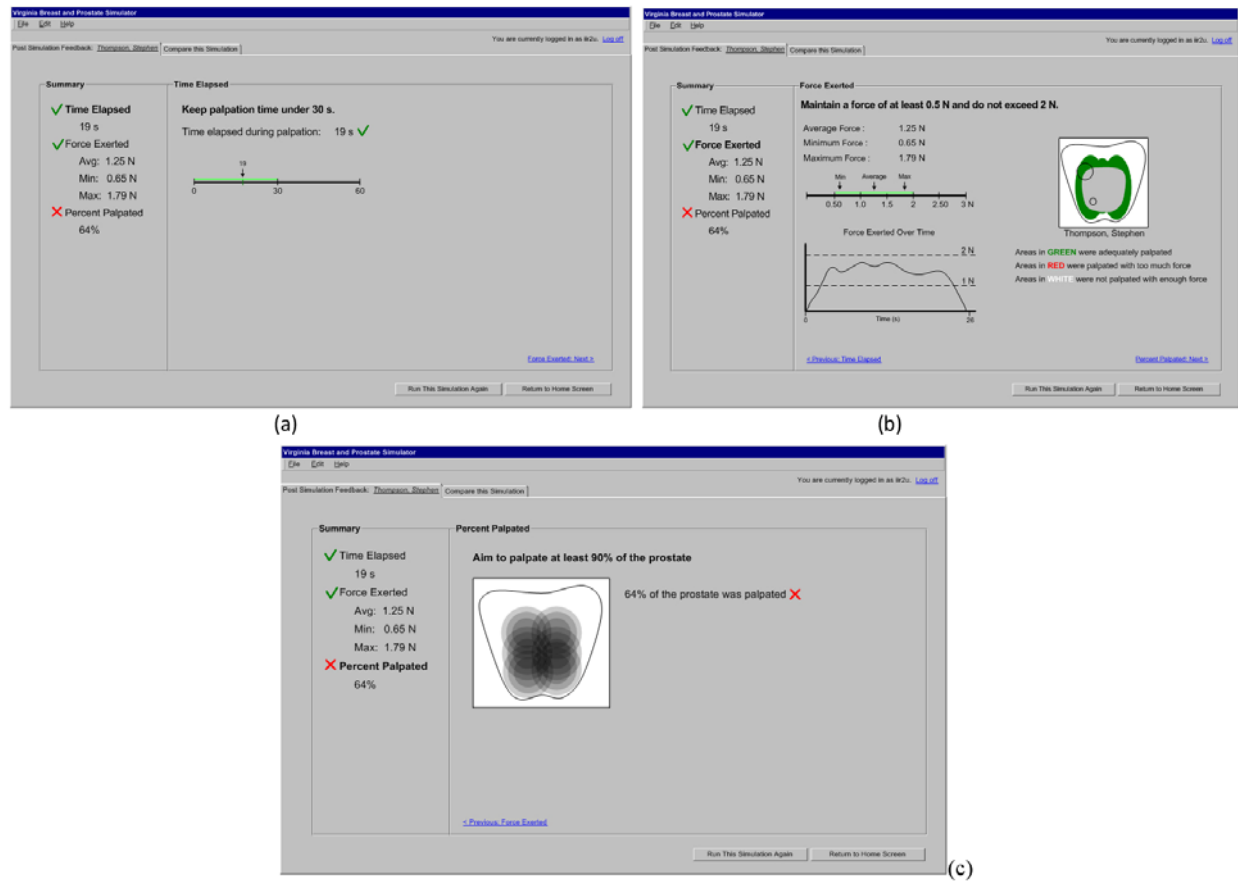 Virginia Breast and Prostate Simulator
File Edit Help
You are currently logged in as ilr2u. Log off
Post Simulation Feedback: Thompson, Stephen Compare this Simulation
Summary
Time Elapsed
19 s
Force Exerted
Avg: 1.25 N
Min: 0.65 N
Max: 1.79 N
Percent Palpated
64%
Time Elapsed
Keep palpation time under 30 s.
Time elapsed during palpation: 19 s
19
0 30 60
Force Exerted: Next >
Run This Simulation Again Return to Home Screen
(a)
Virginia Breast and Prostate Simulator
File Edit Help
You are currently logged in as Log off
Post Simulation Feedback: Thompson, Stephen Compare this Simulation
Summary
Time Elapsed
19 s
Force Exerted
Avg: 1.25 N
Min: 0.65 N
Max: 1.79 N
Percent Palpated
64%
Force Exerted
Maintain a force of at least 0.5 N and do not exceed 2 N.
Average Force : 1.25 N
Minimum Force : 0.65 N
Maximum Force : 1.79 N
Min Average Max
0.50 1.0 1.5 2 2.50 3 N
Force Exerted Over Time
2 N
1 N
0 Time (s) 26
Thompson, Stephen
Areas in GREEN were adequately palpated
Areas in RED were palpated with too much force
Areas in WHITE were not palpated with enough force
< Previous: Time Elapsed Percent Palpated: Next >
Run This Simulation Again Return to Home Screen
(b)
Virginia Breast and Prostate Simulator
File Edit Help
You are currently logged in as Log off
Post Simulation Feedback: Thompson, Stephen Compare this Simulation
Summary
Time Elapsed
19 s
Force Exerted
Avg: 1.25 N
Min: 0.65 N
Max: 1.79 N
Percent Palpated
64%
Percent Palpated
Aim to palpate at least 90% of the prostate
64% of the prostate was palpated
< Previous: Force Exerted
Run This Simulation Again Return to Home Screen
(c)